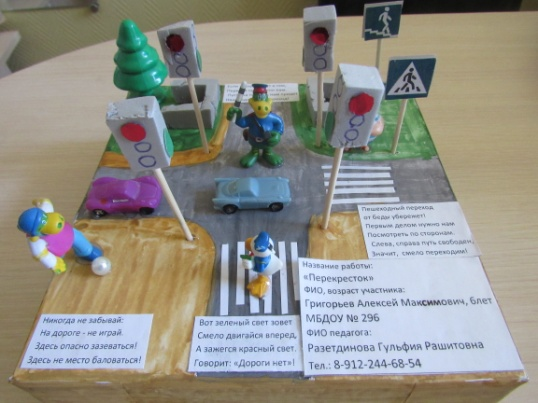 Пешеходный переход
от беды убережет!
Первым делом нужно нам
Посмотреть по сторонам.
Слева, справа путь свободен,
Значит, смело переходим!
Название работы:
«Перекресток»
ФИО, возраст участника:
Григорьев Алексей Максимович, 6лет
МБДОУ № 296
ФИО педагога:
Разетдинова Гульфия Рашитовна
Тел.: 8-912-244-68-54
Вот зеленый свет зовет
Смело двигайся вперед,
А зажегся красный свет.
Говорит: «Дороги нет»!
Никогда не забывай:
На дороге - не играй.
Здесь опасно зазеваться!
Здесь не место баловаться!